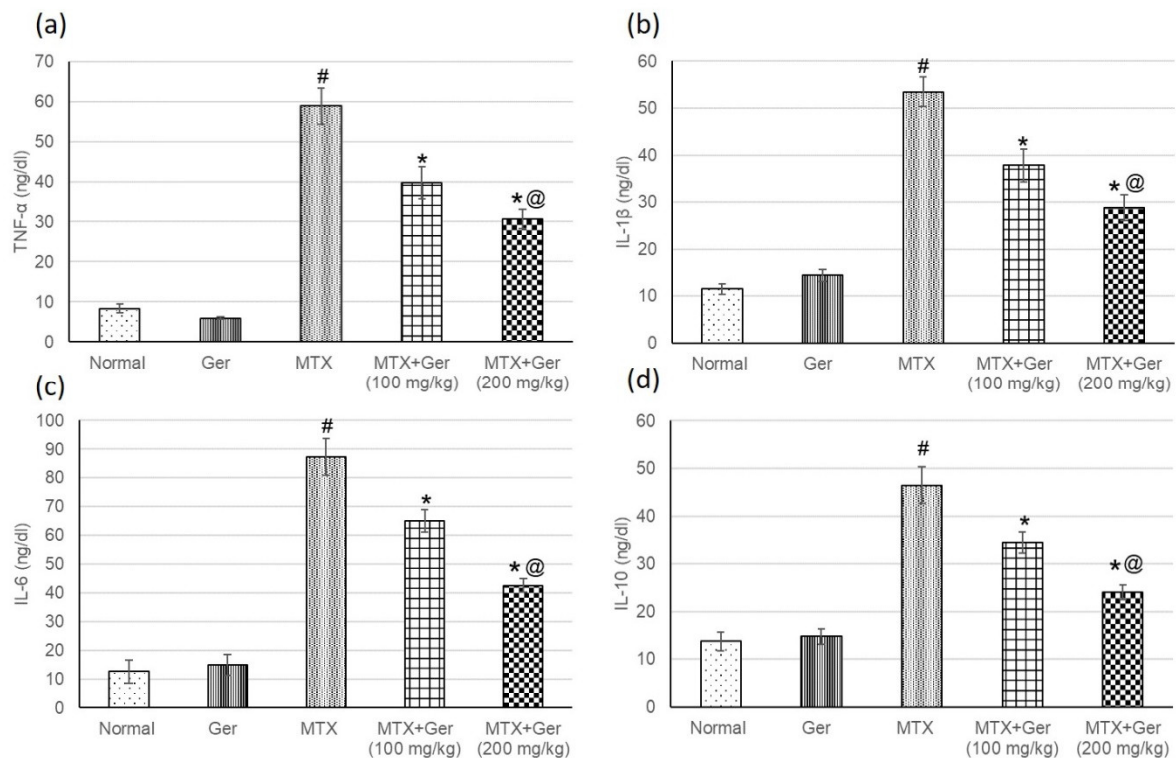 (a)
70
60
50
40
30
20
10
0
TNF-α (ng/dl)
#
*
*@
Normal Ger MTX MTX+Ger MTX+Ger
(100 mg/kg) (200 mg/kg)
(b)
60
50
40
30
20
10
0
IL-1β (ng/dl)
#
*
*@
Normal Ger MTX MTX+Ger MTX+Ger
(100 mg/kg) (200 mg/kg)
(c)
100
90
80
70
60
50
40
30
20
10
0
IL-6 (ng/dl)
#
*
*@
Normal Ger MTX MTX+Ger MTX+Ger
(100 mg/kg) (200 mg/kg)
(d)
60
50
40
30
20
10
0
IL-10 (ng/dl)
#
*
*@
Normal Ger MTX MTX+Ger MTX+Ger
(100 mg/kg) (200 mg/kg)